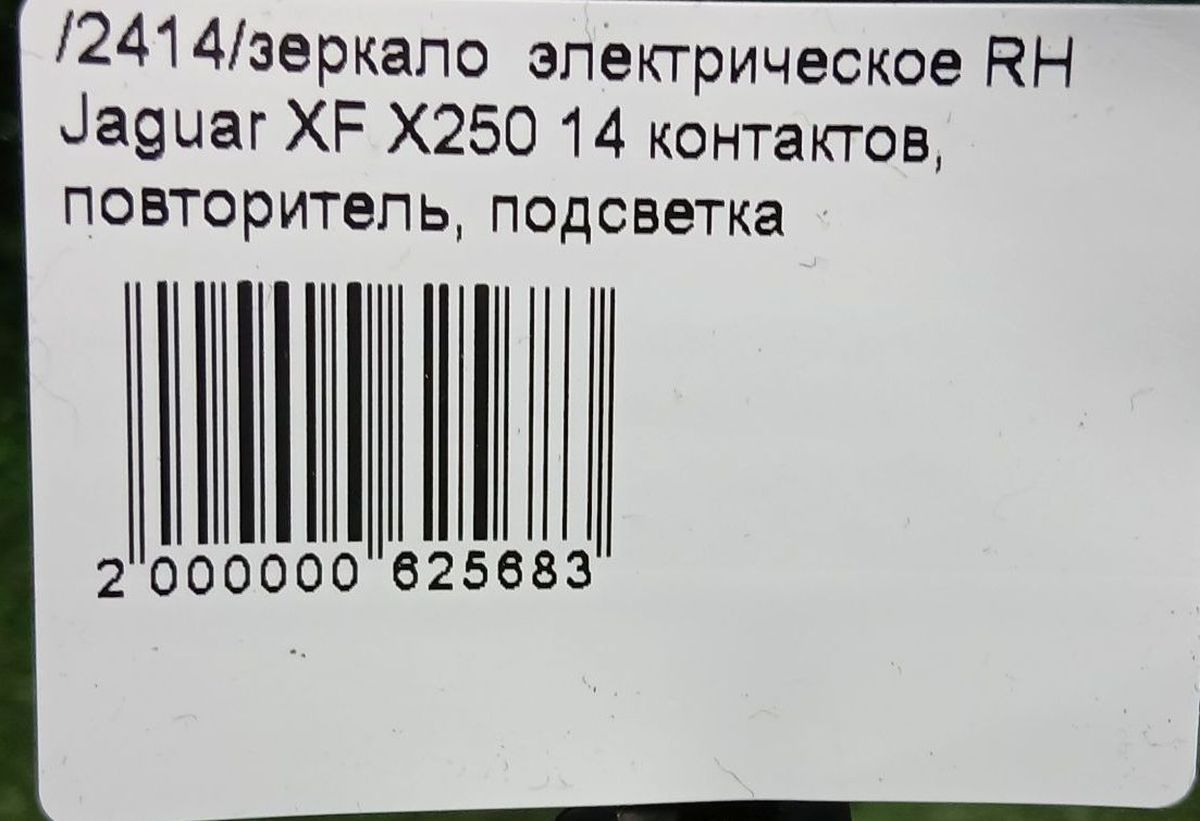 /2414/зеркало электрическое RH
Jaguar XF X250 14 контактов,
повторитель, подсветка
2 000000 625683